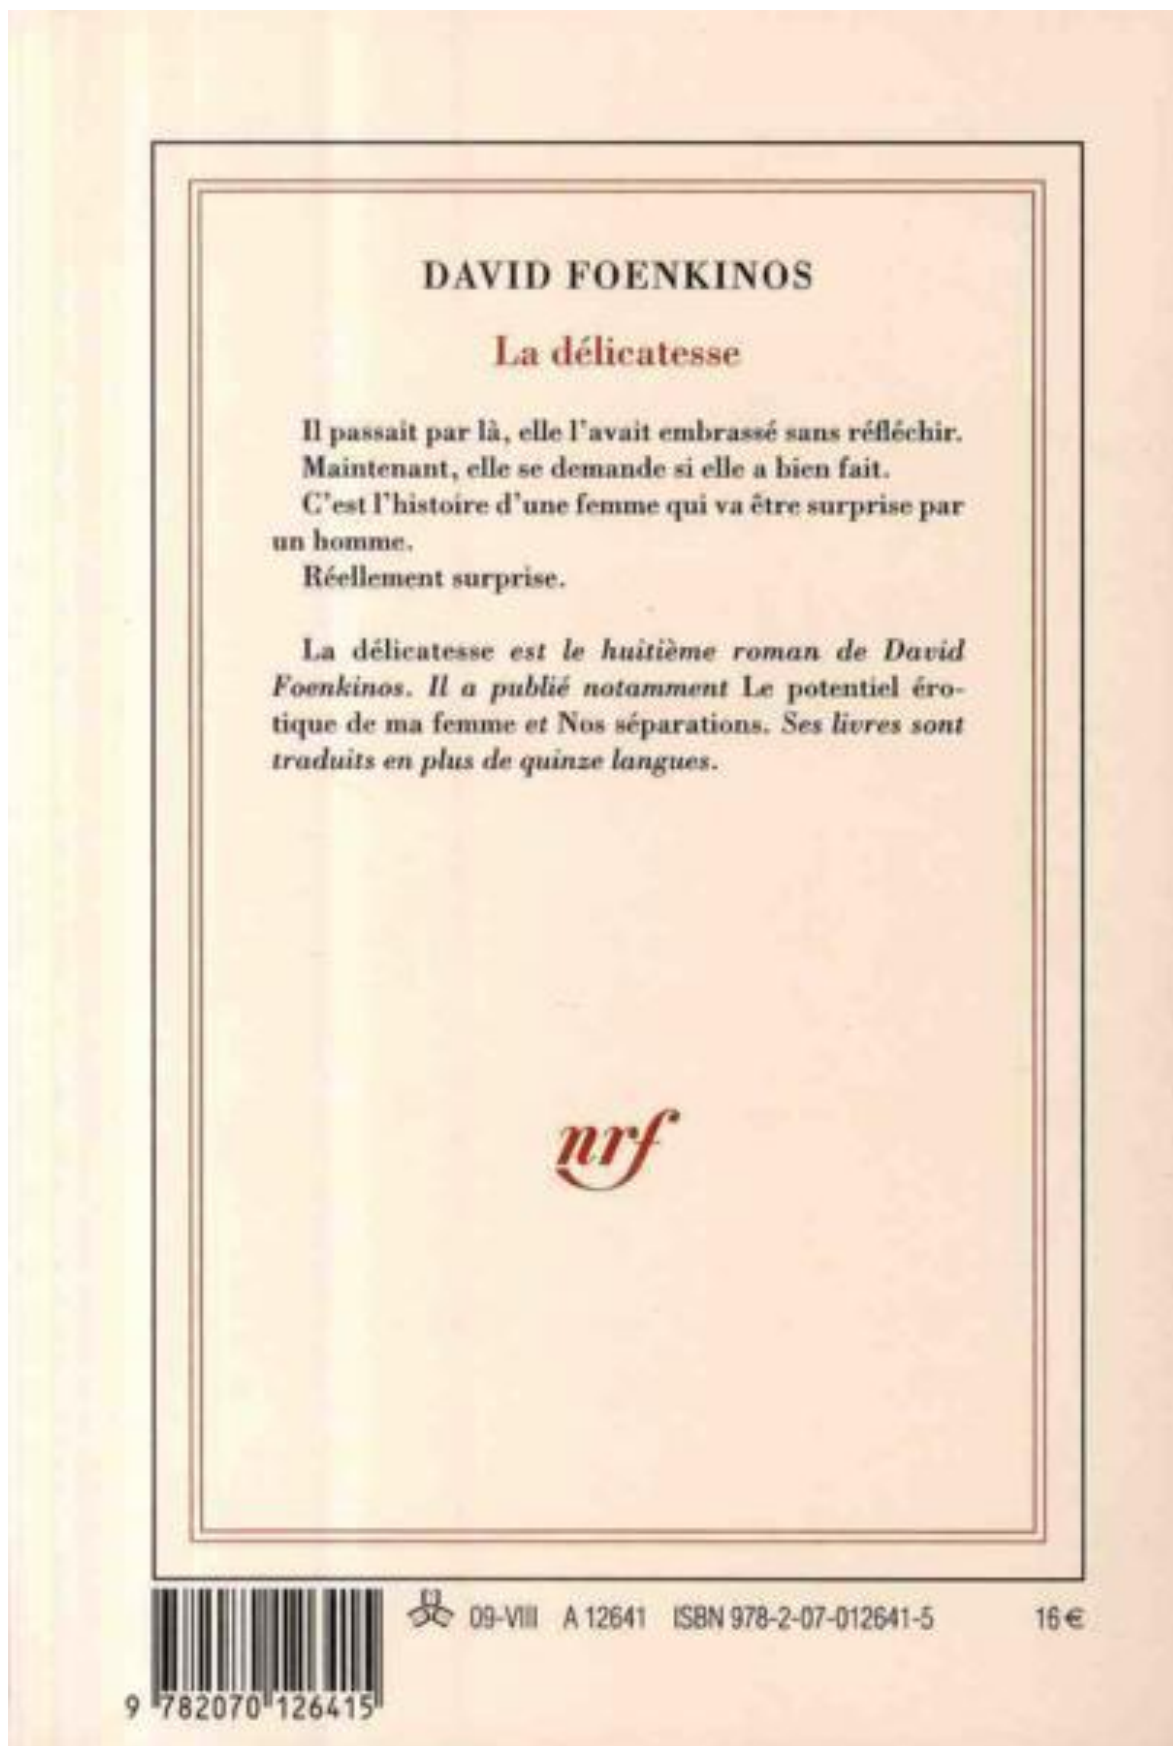 DAVID FOENKINOS
La délicatesse
Il passait par là, elle l'avait embrassé sans réfléchir.
Maintenant, elle se demande si elle a bien fait.
C'est l'histoire d'une femme qui va être surprise par
un homme.
Réellement surprise.
La délicatesse est le huitième roman de David
Foenkinos. Il a publié notamment Le potentiel éro-
tique de ma femme et Nos séparations. Ses livres sont
traduits en plus de quinze langues.
nrf
09-VIII A 12641 ISBN 978-2-07-012641-5 16 €
9 782070 126415